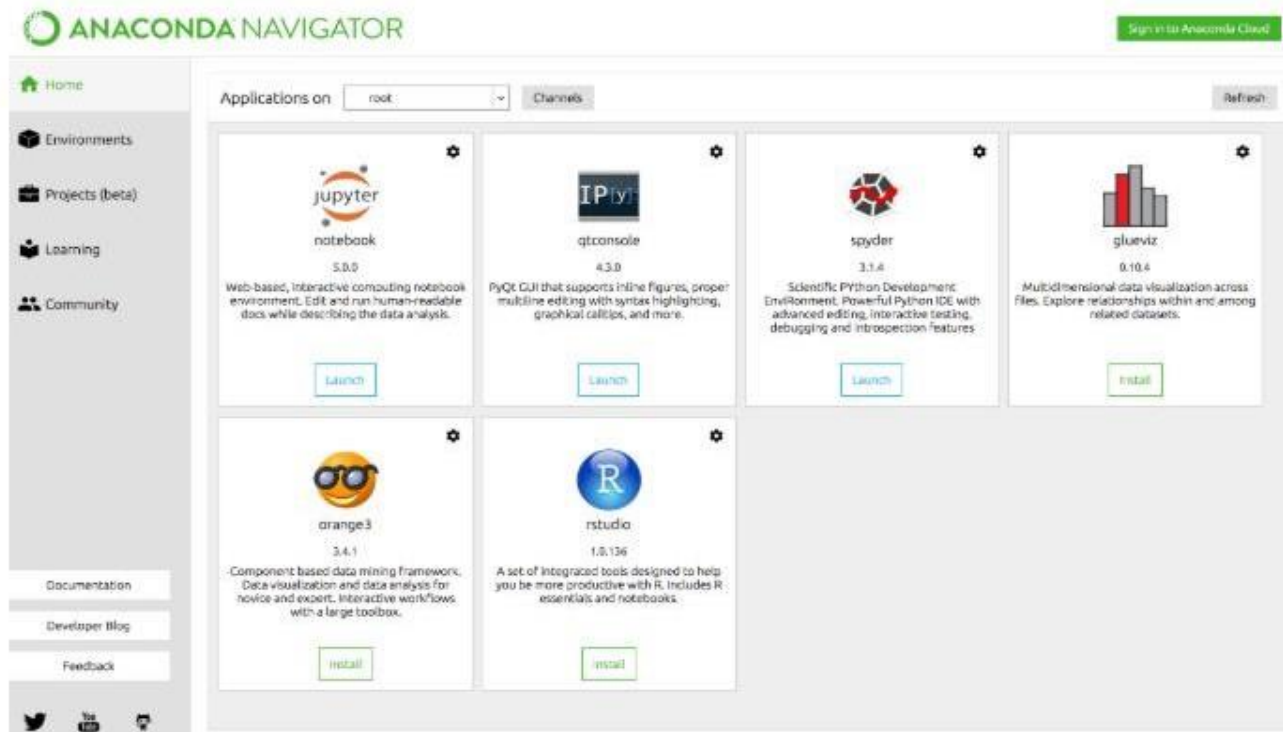 ANACONDA NAVIGATOR
Sign in to Anaconda Cloud
Home
Environments
Projects (beta)
Learning
Community
Documentation
Developer Blog
Feedback
You
Tube
Applications on
root
Channels
Refresh
jupyter
notebook
5.0.0
Web-based, interactive computing notebook
environment. Edit and run human-readable
docs while describing the data analysis.
Launch
IP[y]
qtconsole
4.3.0
PyQt GUI that supports inline figures, proper
multiline editing with syntax highlighting,
graphical calltips, and more.
Launch
spyder
3.1.4
Scientific PYthon Development
EnviRonment. Powerful Python IDE with
advanced editing, interactive testing,
debugging and introspection features
Launch
glueviz
0.10.4
Multidimensional data visualization across
files. Explore relationships within and among
related datasets.
Install
orange3
3.4.1
Component based data mining framework.
Data visualization and data analysis for
novice and expert. Interactive workflows
with a large toolbox.
Install
R
rstudio
1.0.136
A set of integrated tools designed to help
you be more productive with R. Includes R
essentials and notebooks.
Install